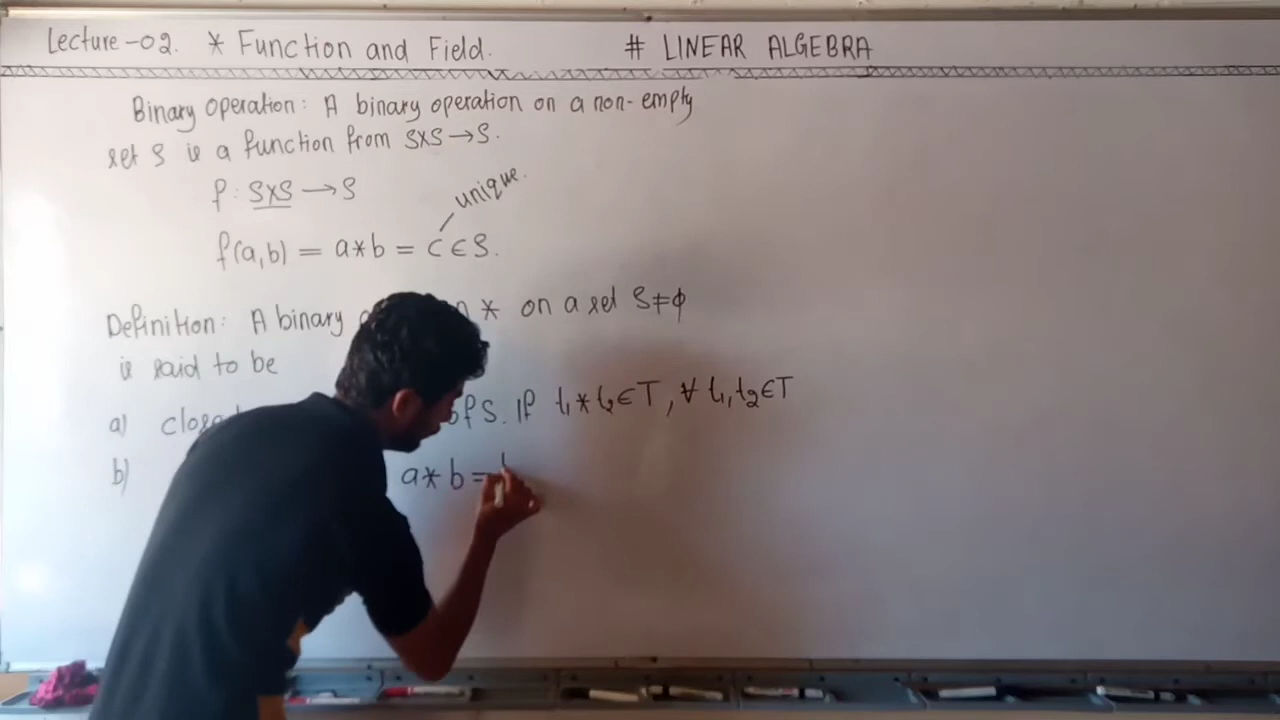 Lecture-02. * Function and Field. # LINEAR ALGEBRA
Binary operation: A binary operation on a non-empty
set S is a function from S×S→S.
f: S×S → S
unique.
f(a,b) = a*b = c∈S.
Definition: A binary * on a set S≠ϕ
is said to be
a) of S. If t₁*t₂∈T, ∀ t₁,t₂∈T
b) a*b=